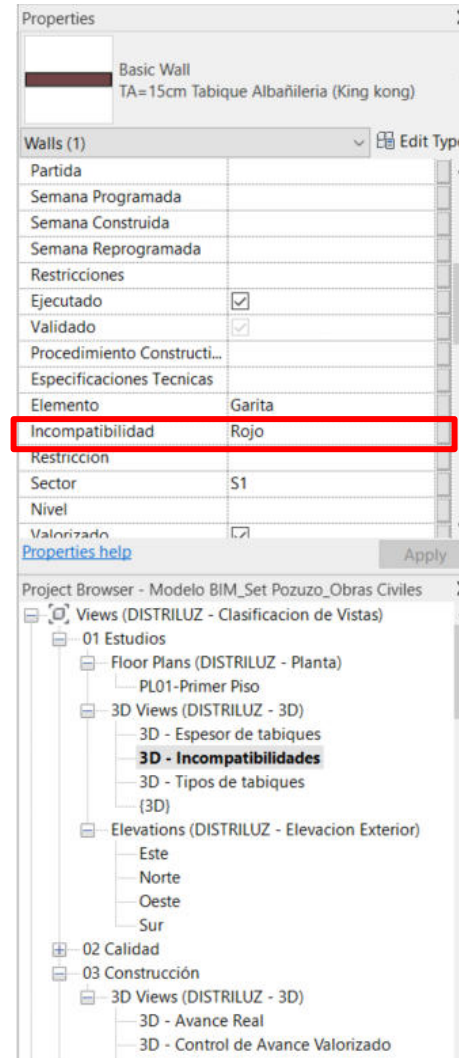 Properties
Basic Wall
TA=15cm Tabique Albañileria (King kong)
Walls (1) Edit Type
Partida
Semana Programada
Semana Construida
Semana Reprogramada
Restricciones
Ejecutado
Validado
Procedimiento Constructi...
Especificaciones Tecnicas
Elemento Garita
Incompatibilidad Rojo
Restriccion
Sector S1
Nivel
Valorizado
Properties help Apply
Project Browser - Modelo BIM_Set Pozuzo_Obras Civiles
Views (DISTRILUZ - Clasificacion de Vistas)
01 Estudios
Floor Plans (DISTRILUZ - Planta)
PL01-Primer Piso
3D Views (DISTRILUZ - 3D)
3D - Espesor de tabiques
3D - Incompatibilidades
3D - Tipos de tabiques
{3D}
Elevations (DISTRILUZ - Elevacion Exterior)
Este
Norte
Oeste
Sur
02 Calidad
03 Construcción
3D Views (DISTRILUZ - 3D)
3D - Avance Real
3D - Control de Avance Valorizado